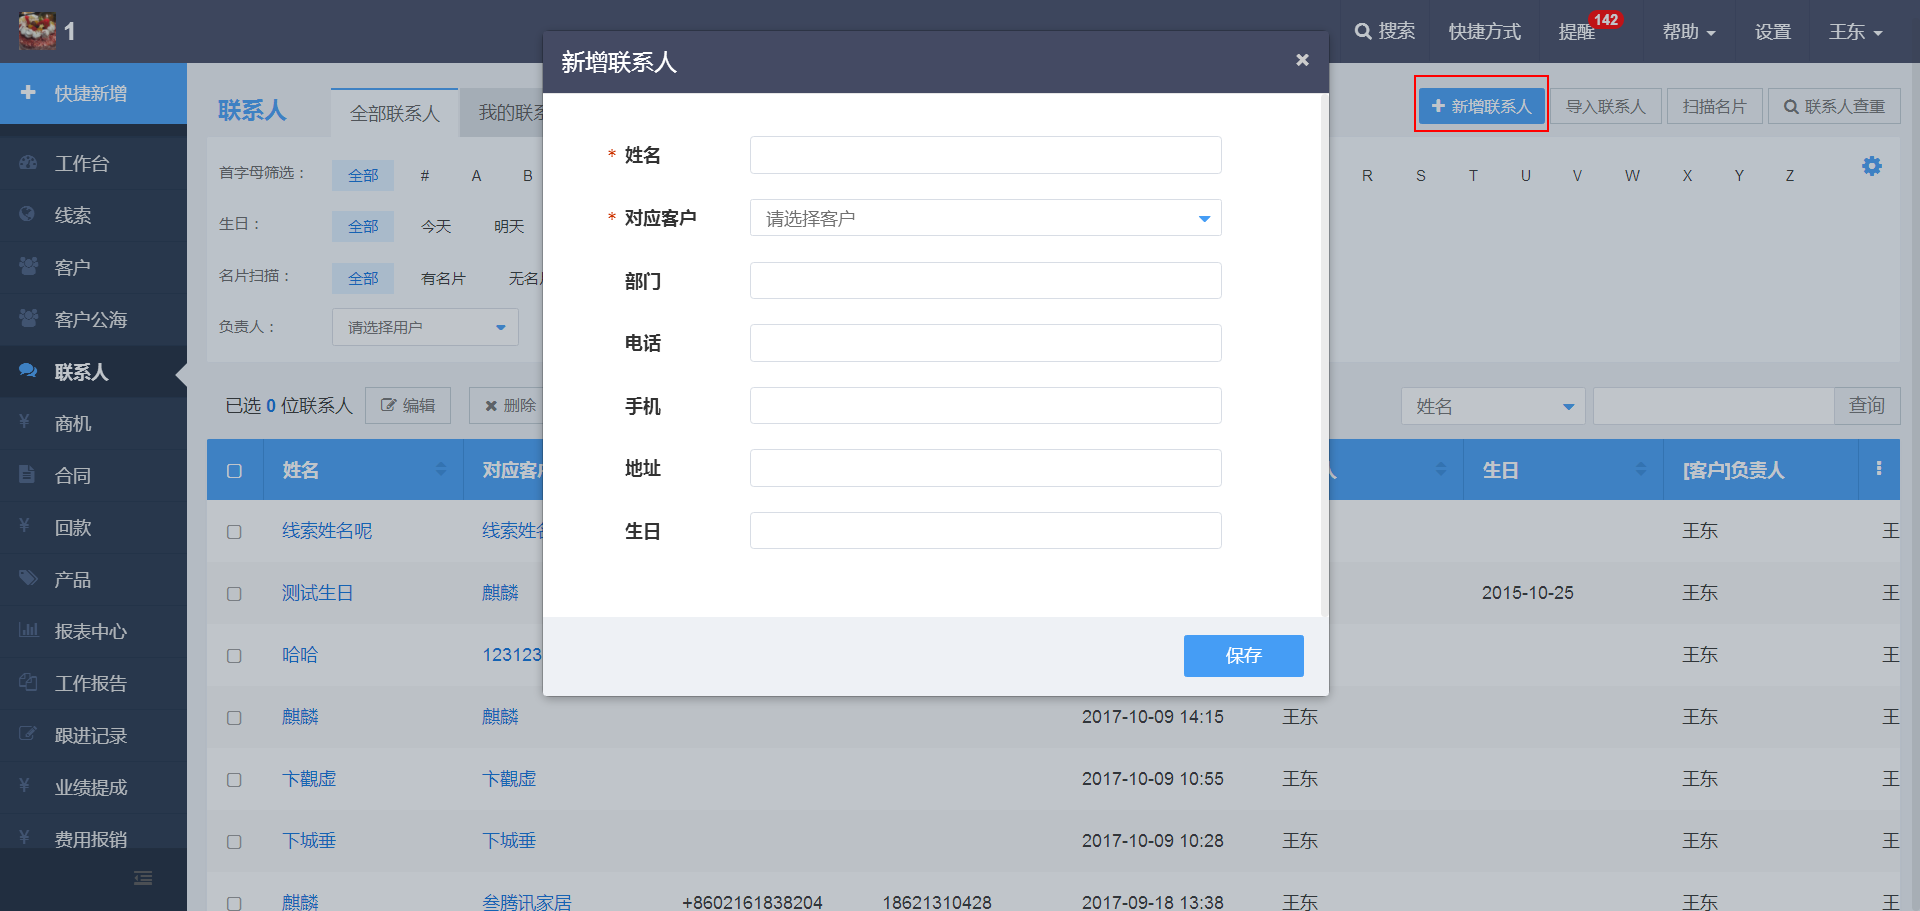 1
搜索
快捷方式
提醒
142
帮助
设置
王东
快捷新增
工作台
线索
客户
客户公海
联系人
商机
合同
回款
产品
报表中心
工作报告
跟进记录
业绩提成
费用报销
联系人
全部联系人
我的联系
新增联系人
导入联系人
扫描名片
联系人查重
首字母筛选：
全部 # A B R S T U V W X Y Z
生日：
全部 今天 明天
名片扫描：
全部 有名片 无名
负责人：
请选择用户
已选 0 位联系人
编辑
删除
姓名
查询
姓名 对应客户 人 生日 [客户]负责人
线索姓名呢 线索姓名 王东 王
测试生日 麒麟 2015-10-25 王东 王
哈哈 123123 王东 王
麒麟 麒麟 2017-10-09 14:15 王东 王东 王
卞觀虚 卞觀虚 2017-10-09 10:55 王东 王东 王
下城垂 下城垂 2017-10-09 10:28 王东 王东 王
麒麟 叁腾讯家居 +8602161838204 18621310428 2017-09-18 13:38 王东 王东 王
新增联系人
×
* 姓名
* 对应客户
请选择客户
部门
电话
手机
地址
生日
保存